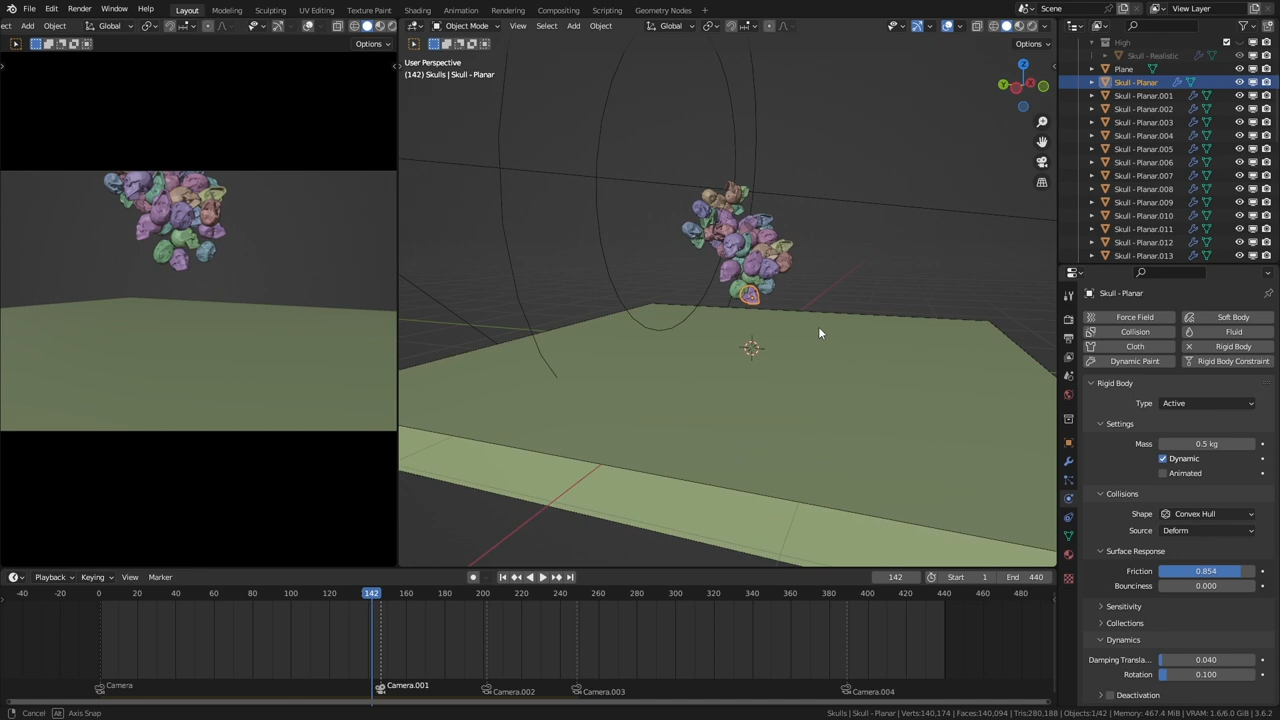 File Edit Render Window Help Layout Modeling Sculpting UV Editing Texture Paint Shading Animation Rendering Compositing Scripting Geometry Nodes Scene View Layer
Add Object Global
Object Mode View Select Add Object Global
Options
Options
User Perspective
(142) Skulls | Skull - Planar
Z
Y
High
Skull - Realistic
Plane
Skull - Planar
Skull - Planar.001
Skull - Planar.002
Skull - Planar.003
Skull - Planar.004
Skull - Planar.005
Skull - Planar.006
Skull - Planar.007
Skull - Planar.008
Skull - Planar.009
Skull - Planar.010
Skull - Planar.011
Skull - Planar.012
Skull - Planar.013
Skull - Planar
Force Field Soft Body
Collision Fluid
Cloth Rigid Body
Dynamic Paint Rigid Body Constraint
Rigid Body
Type Active
Settings
Mass 0.5 kg
Dynamic
Animated
Collisions
Shape Convex Hull
Source Deform
Surface Response
Friction 0.854
Bounciness 0.000
Sensitivity
Collections
Dynamics
Damping Transla... 0.040
Rotation 0.100
Deactivation
Playback Keying View Marker 142 Start 1 End 440
-40 -20 0 20 40 60 80 100 120 142 160 180 200 220 240 260 280 300 320 340 360 380 400 420 440 460 480
Camera Camera.001 Camera.002 Camera.003 Camera.004
Cancel Alt Axis Snap Skulls | Skull - Planar | Verts:140,174 | Faces:140,094 | Tris:280,188 | Objects:1/42 | Memory: 467.4 MiB | VRAM: 1.6/6.0 GiB | 3.6.2